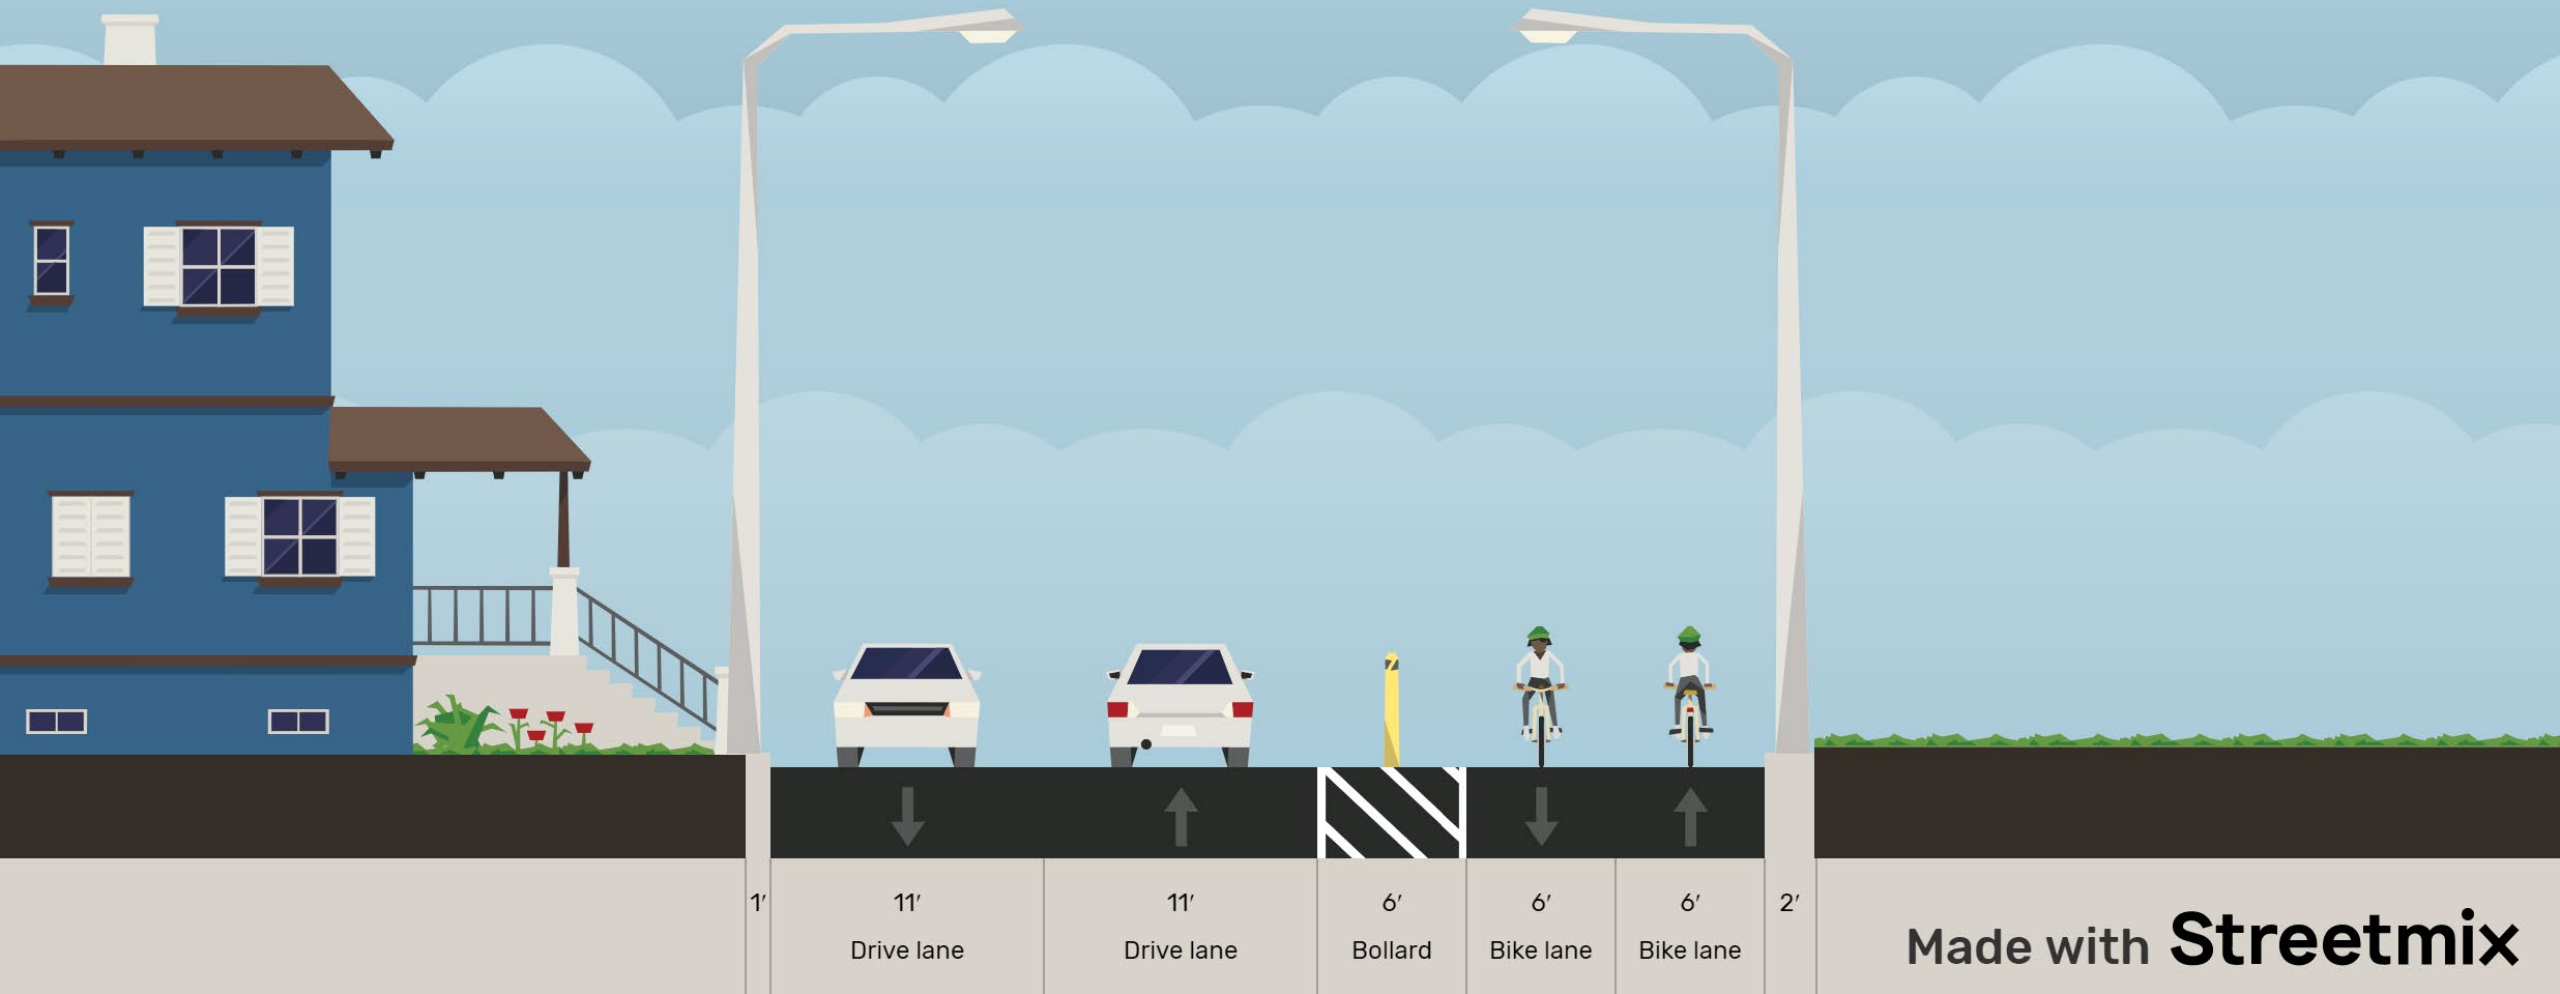 1′
11′
11′
6′
6′
6′
2′
Drive lane
Drive lane
Bollard
Bike lane
Bike lane
Made with Streetmix